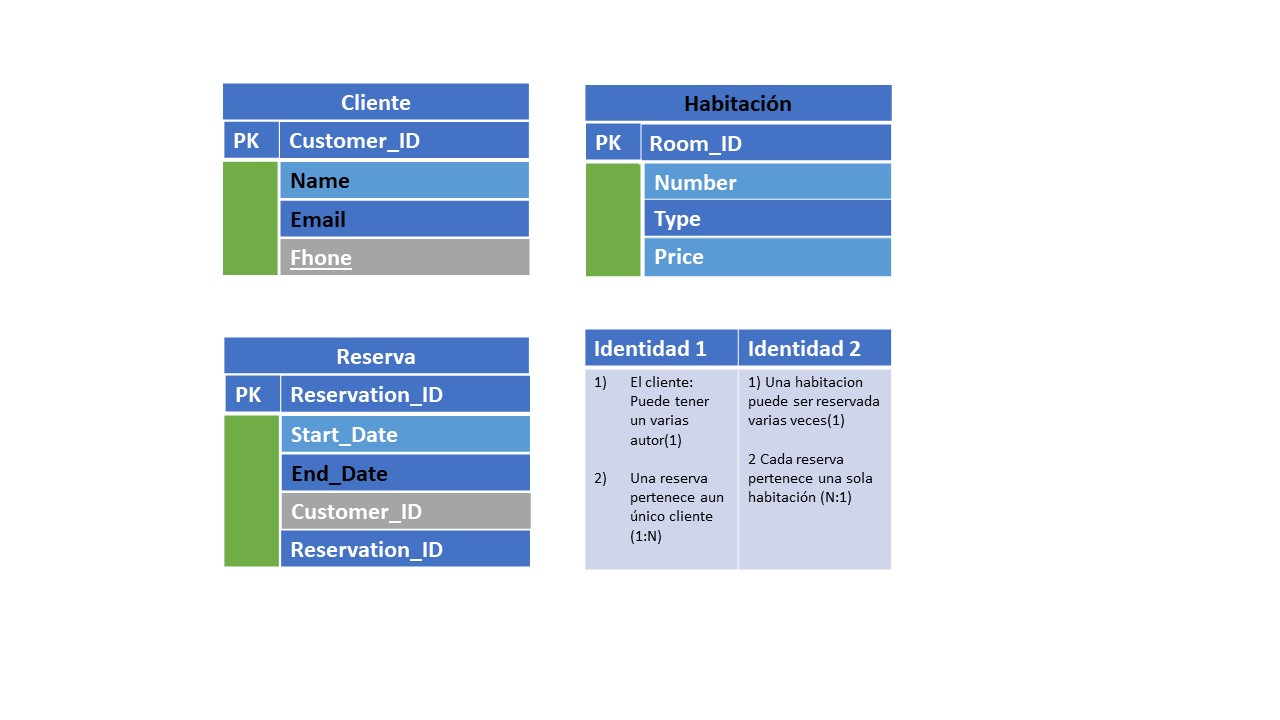 Cliente
PK Customer_ID
Name
Email
Fhone
Habitación
PK Room_ID
Number
Type
Price
Reserva
PK Reservation_ID
Start_Date
End_Date
Customer_ID
Reservation_ID
Identidad 1
1) El cliente:
Puede tener
un varias
autor(1)
2) Una reserva
pertenece aun
único cliente
(1:N)
Identidad 2
1) Una habitacion
puede ser reservada
varias veces(1)
2 Cada reserva
pertenece una sola
habitación (N:1)